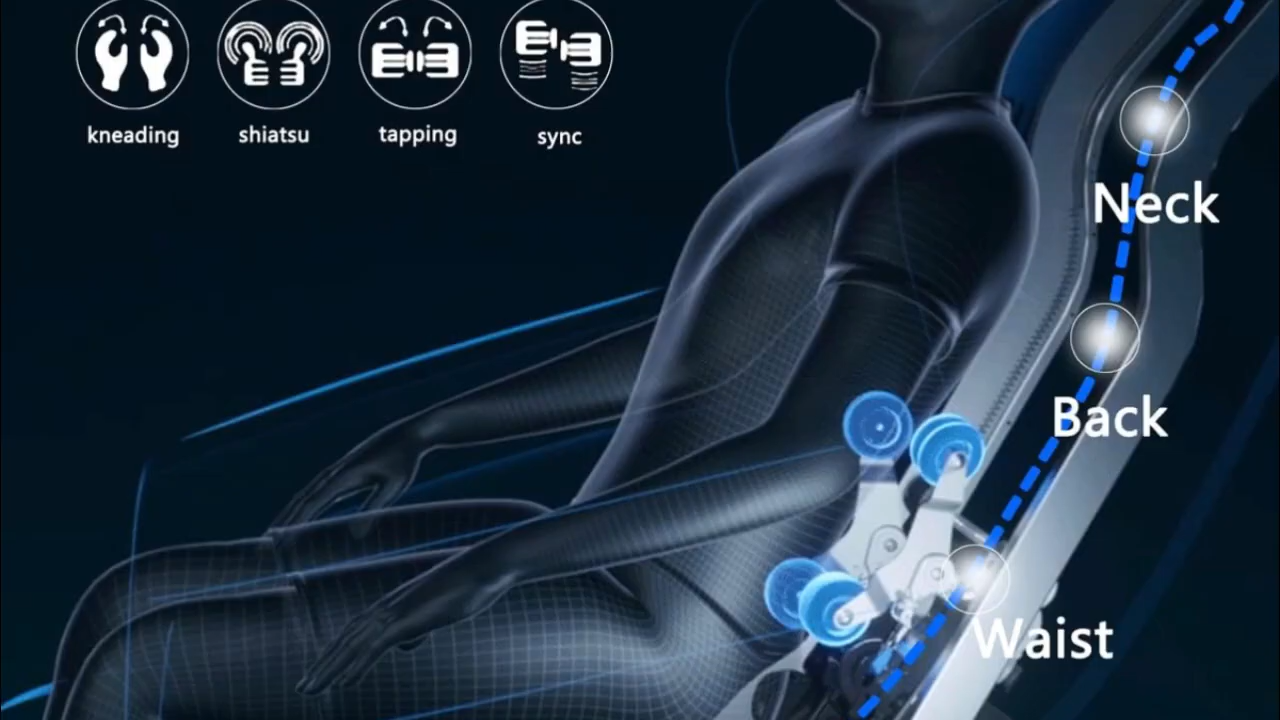 kneading
shiatsu
tapping
sync
Neck
Back
Waist